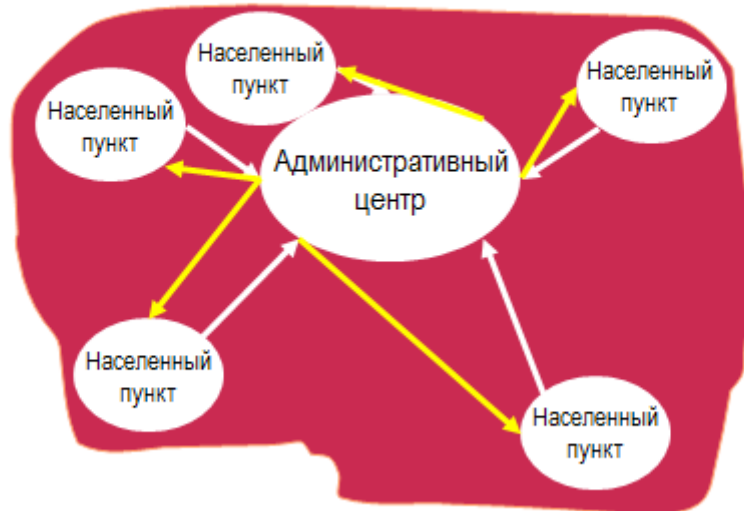 Населенный
пункт
Населенный
пункт
Населенный
пункт
Административный
центр
Населенный
пункт
Населенный
пункт